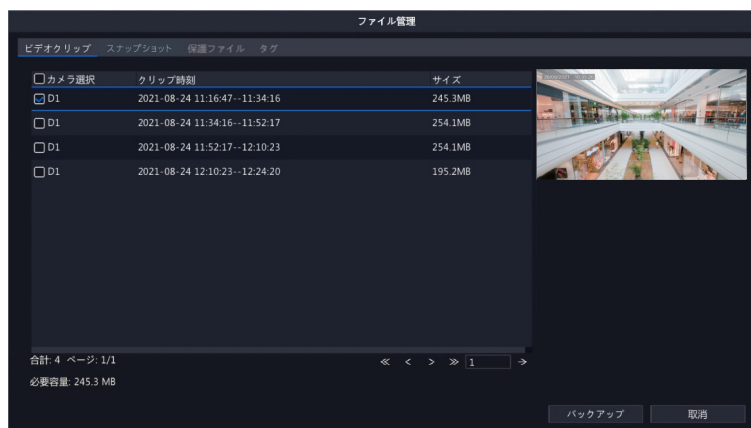 ファイル管理
ビデオクリップ スナップショット 保護ファイル タグ
カメラ選択 クリップ時刻 サイズ
D1 2021-08-24 11:16:47--11:34:16 245.3MB
D1 2021-08-24 11:34:16--11:52:17 254.1MB
D1 2021-08-24 11:52:17--12:10:23 254.1MB
D1 2021-08-24 12:10:23--12:24:20 195.2MB
合計: 4 ページ: 1/1
≪ < > ≫ 1 →
必要容量: 245.3 MB
バックアップ 取消